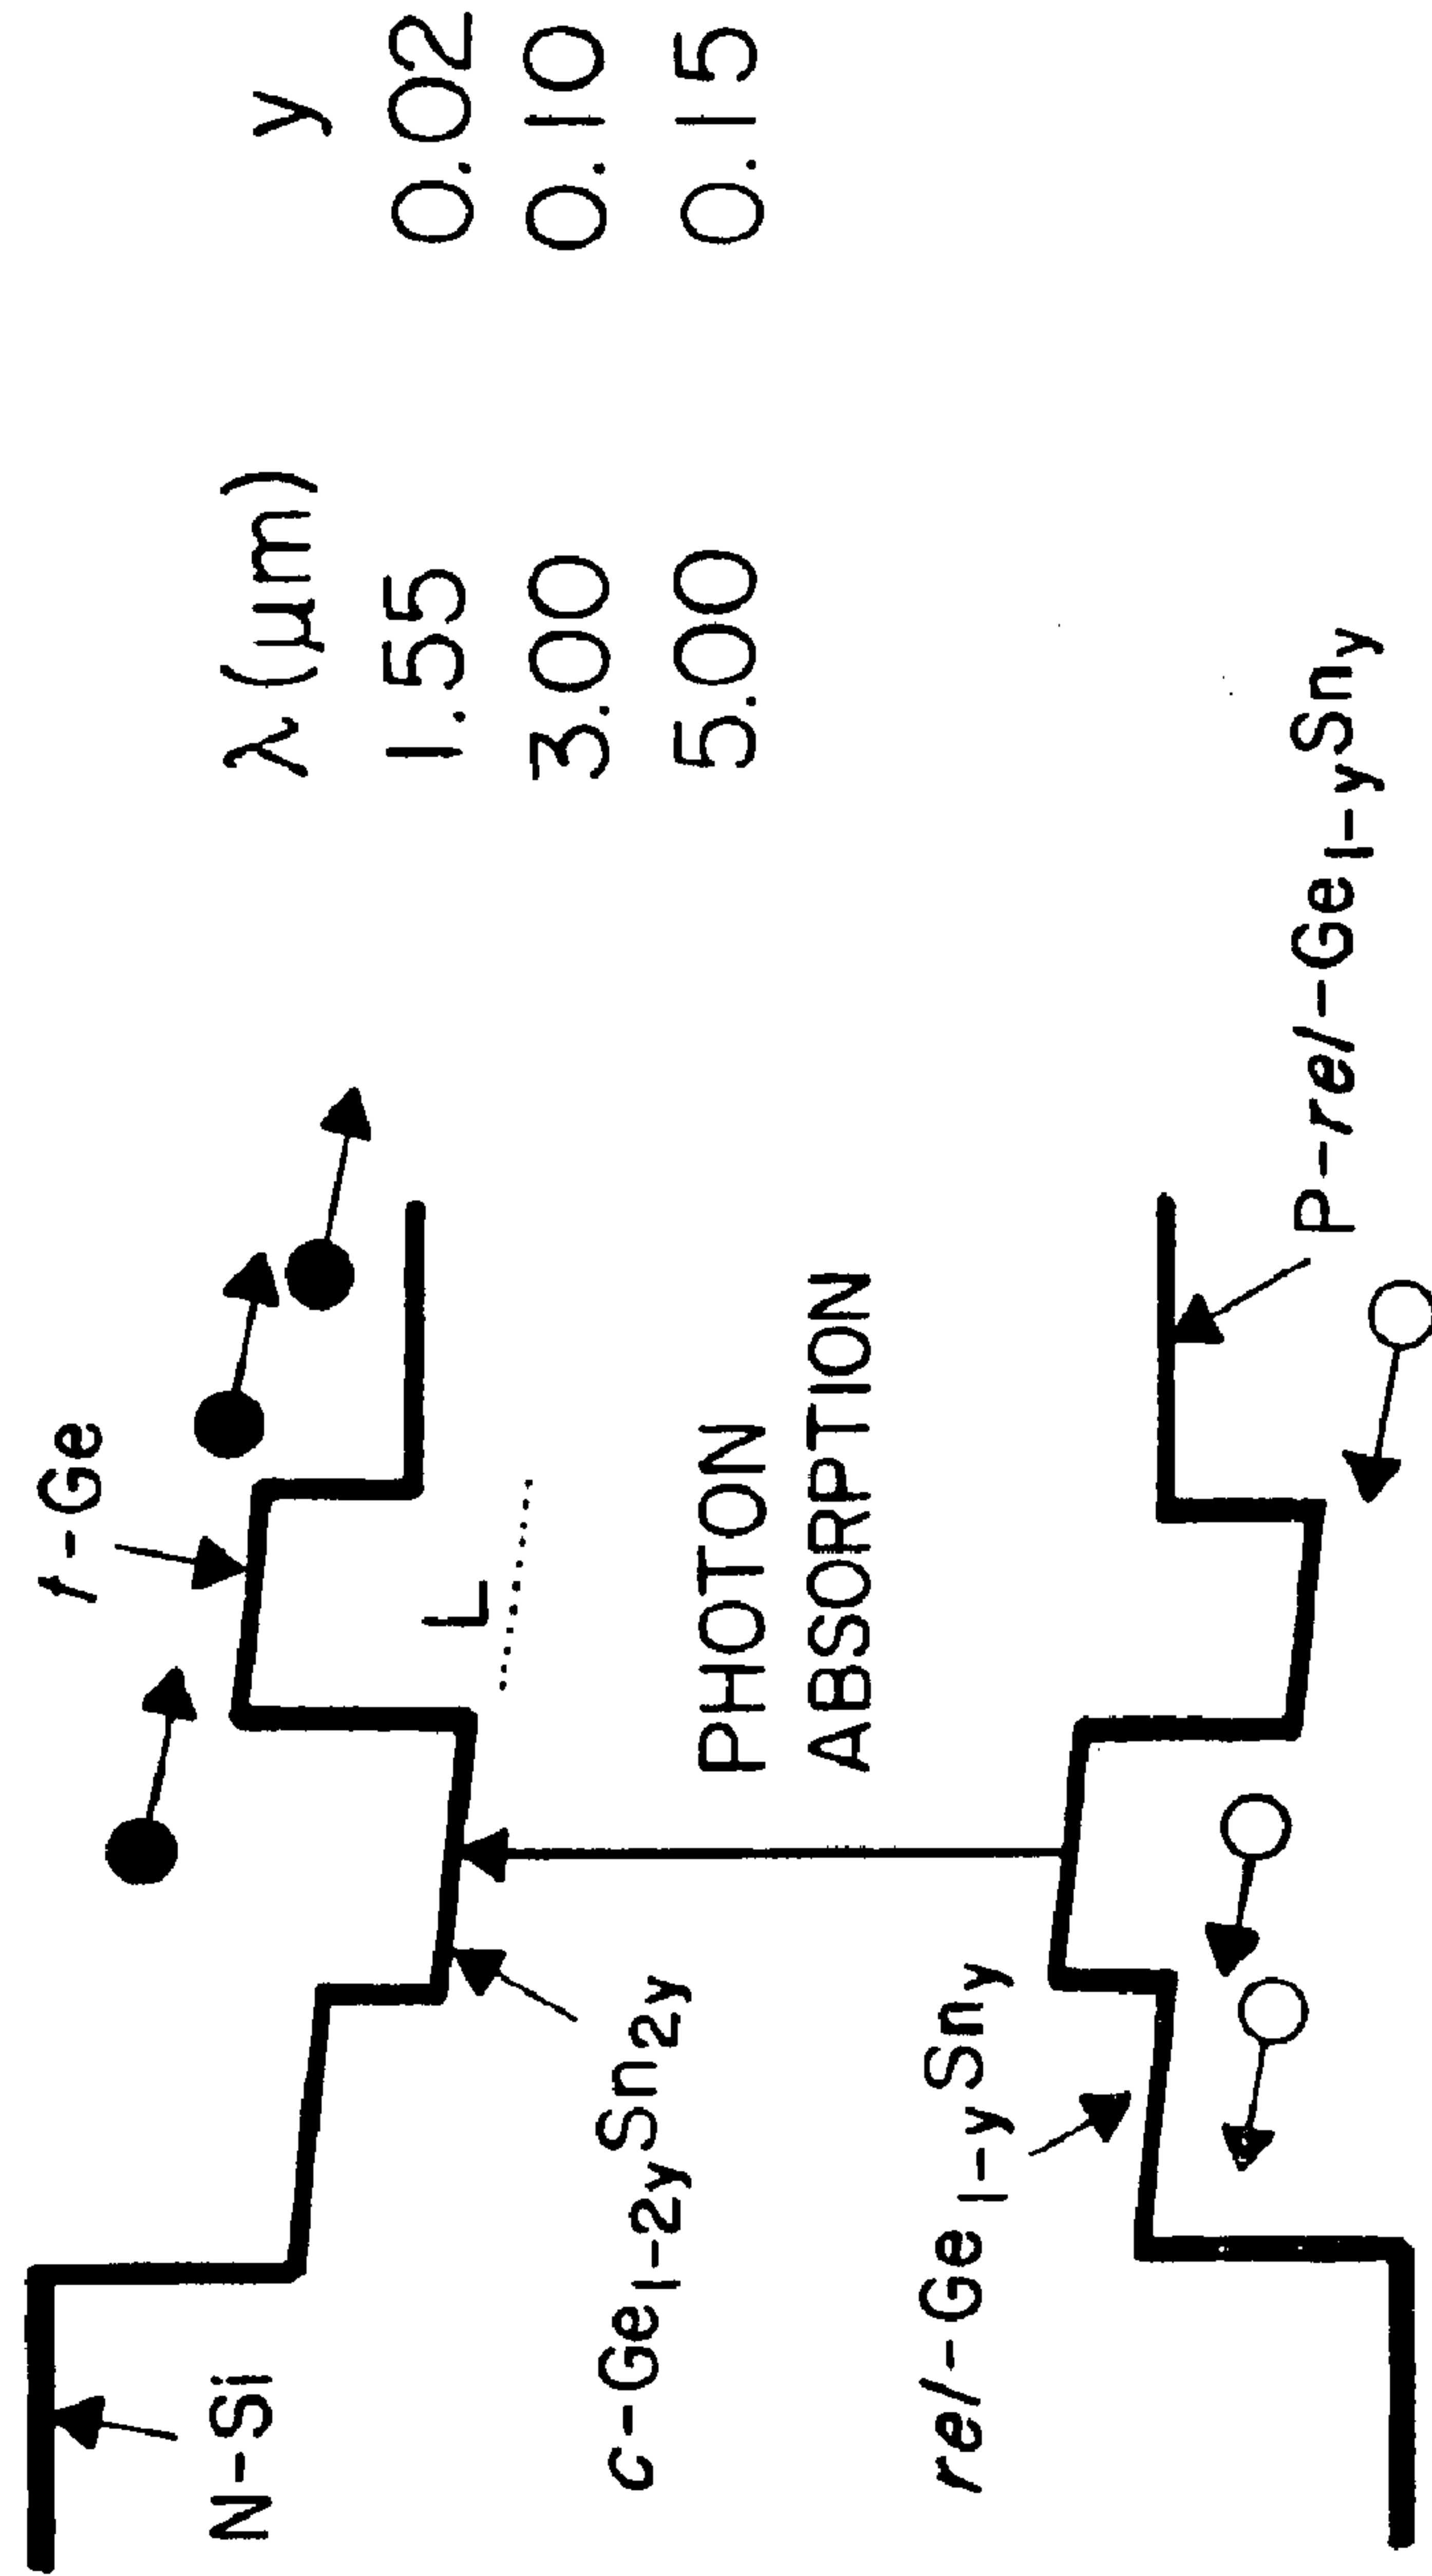 t-Ge
λ (μm) y
1.55 0.02
3.00 0.10
5.00 0.15
N-Si
L
c-Ge1-2ySn2y
PHOTON
ABSORPTION
rel-Ge1-ySny
P-rel-Ge1-ySny